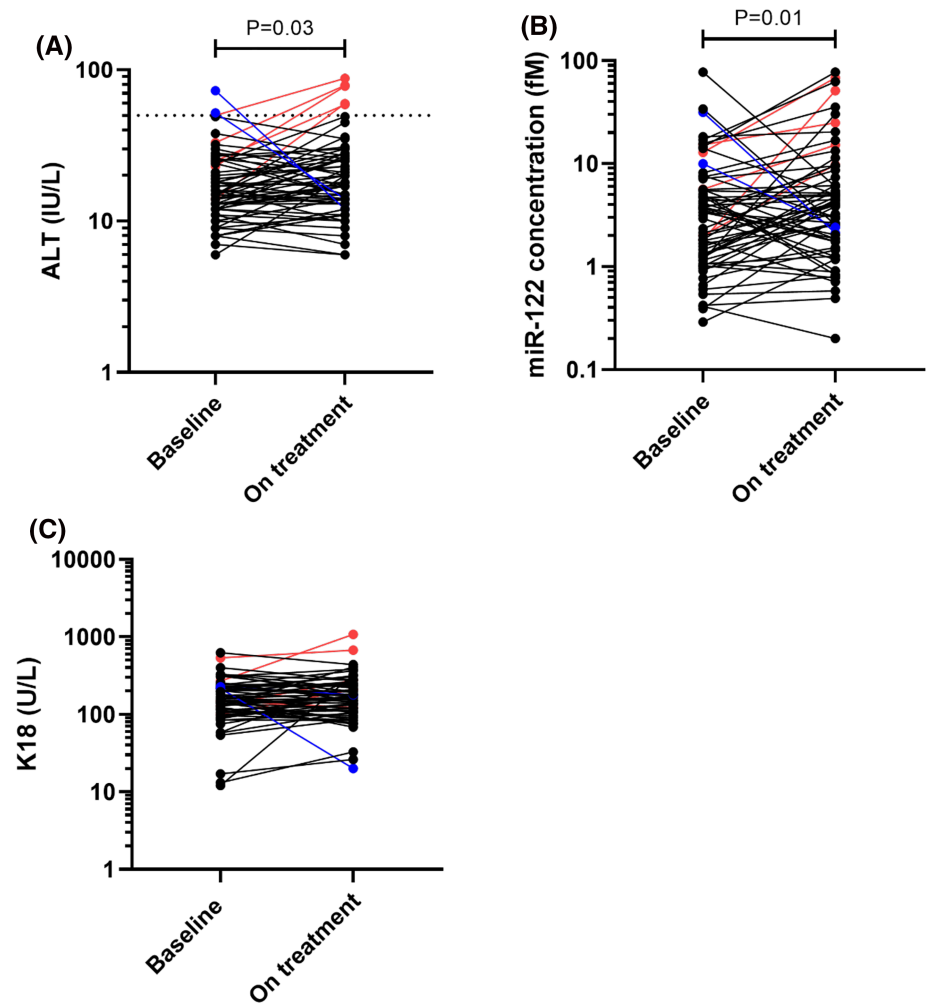 (A)
P=0.03
ALT (IU/L)
100
10
1
Baseline
On treatment
(B)
P=0.01
miR-122 concentration (fM)
100
10
1
0.1
Baseline
On treatment
(C)
K18 (U/L)
10000
1000
100
10
1
Baseline
On treatment